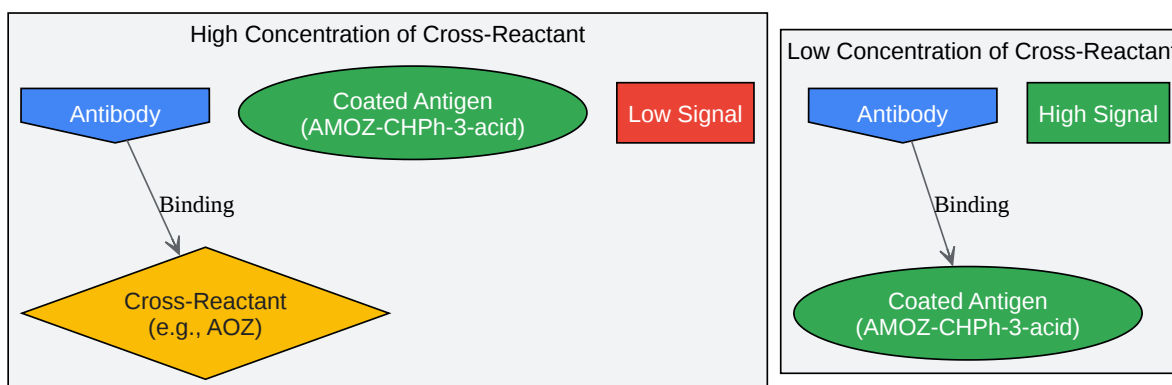 High Concentration of Cross-Reactant
Antibody
Coated Antigen
(AMOZ-CHPh-3-acid)
Low Signal
Binding
Cross-Reactant
(e.g., AOZ)
Low Concentration of Cross-Reactant
Antibody
High Signal
Binding
Coated Antigen
(AMOZ-CHPh-3-acid)